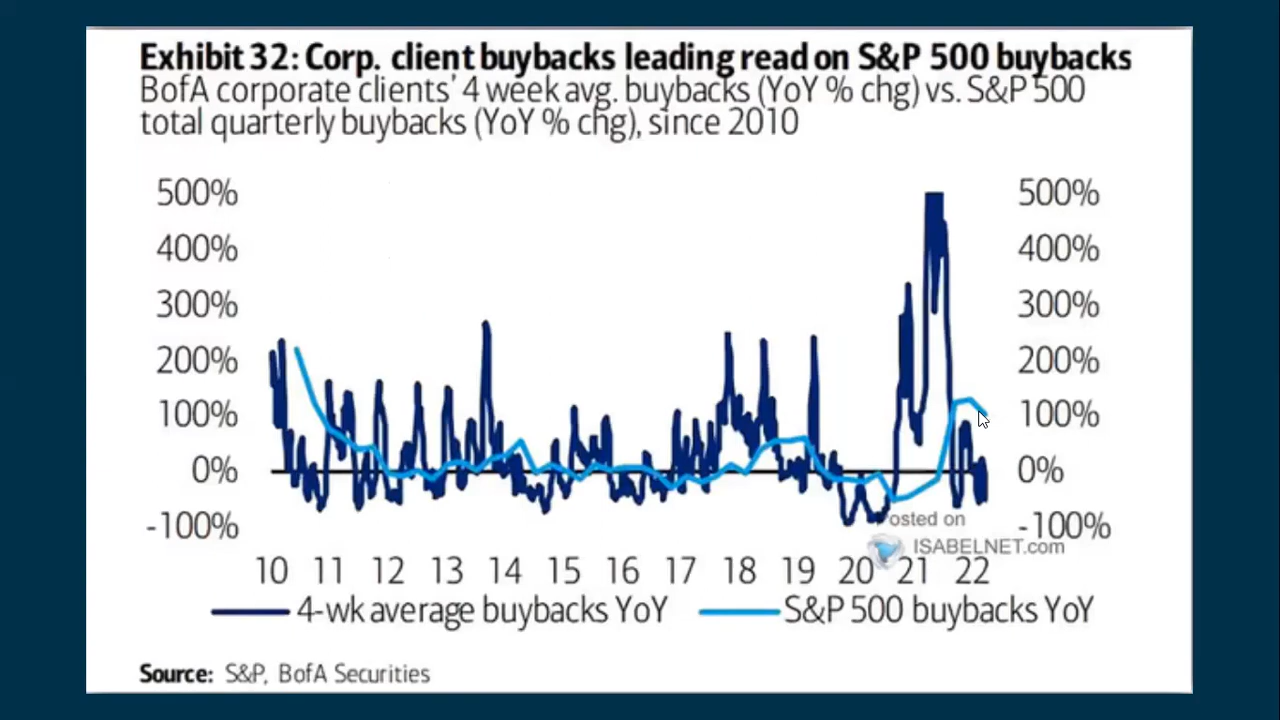 Exhibit 32: Corp. client buybacks leading read on S&P 500 buybacks
BofA corporate clients' 4 week avg. buybacks (YoY % chg) vs. S&P 500
total quarterly buybacks (YoY % chg), since 2010
500% 500%
400% 400%
300% 300%
200% 200%
100% 100%
0% 0%
-100% -100%
osted on
ISABELNET.com
10 11 12 13 14 15 16 17 18 19 20 21 22
4-wk average buybacks YoY S&P 500 buybacks YoY
Source: S&P, BofA Securities